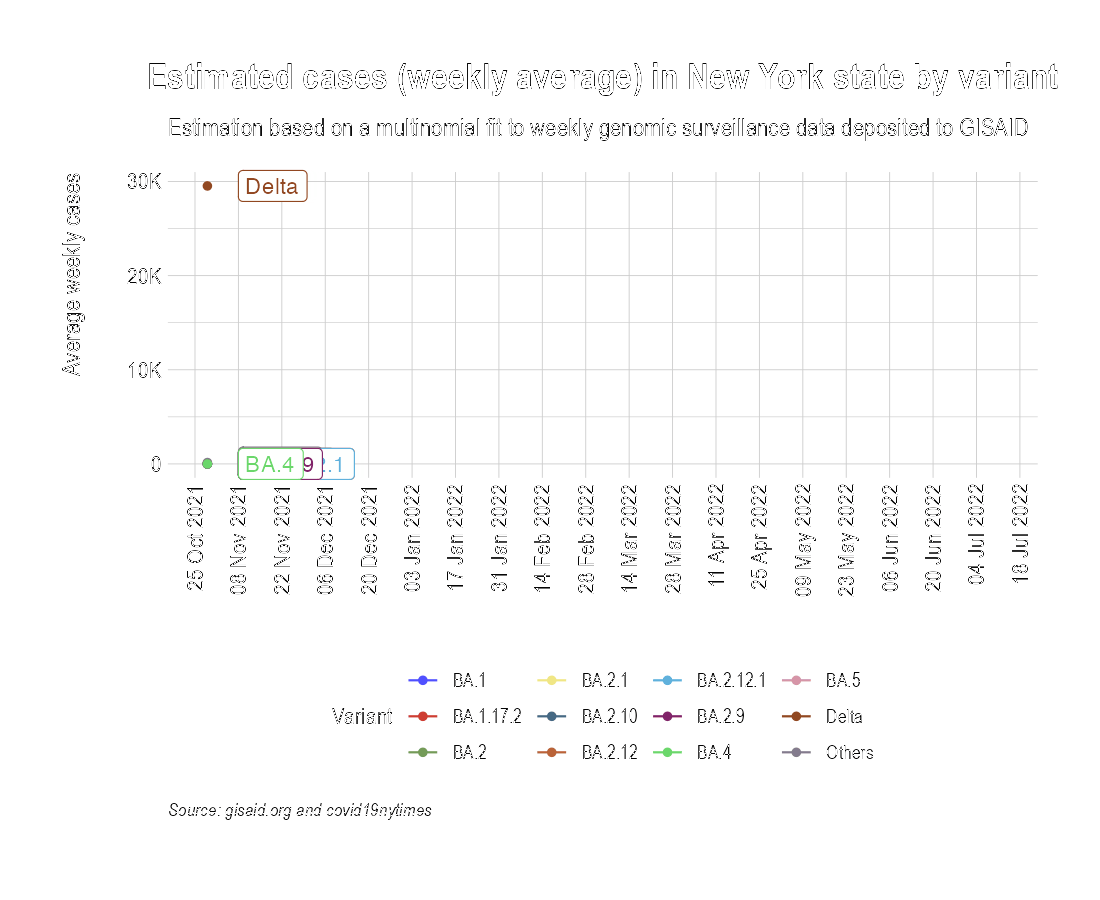 Estimated cases (weekly average) in New York state by variant
Estimation based on a multinomial fit to weekly genomic surveillance data deposited to GISAID
Average weekly cases
30K
20K
10K
0
Delta
BA.4 9 2.1
25 Oct 2021
08 Nov 2021
22 Nov 2021
06 Dec 2021
20 Dec 2021
03 Jan 2022
17 Jan 2022
31 Jan 2022
14 Feb 2022
28 Feb 2022
14 Mar 2022
28 Mar 2022
11 Apr 2022
25 Apr 2022
09 May 2022
23 May 2022
06 Jun 2022
20 Jun 2022
04 Jul 2022
18 Jul 2022
Variant
BA.1 BA.2.1 BA.2.12.1 BA.5
BA.1.17.2 BA.2.10 BA.2.9 Delta
BA.2 BA.2.12 BA.4 Others
Source: gisaid.org and covid19nytimes